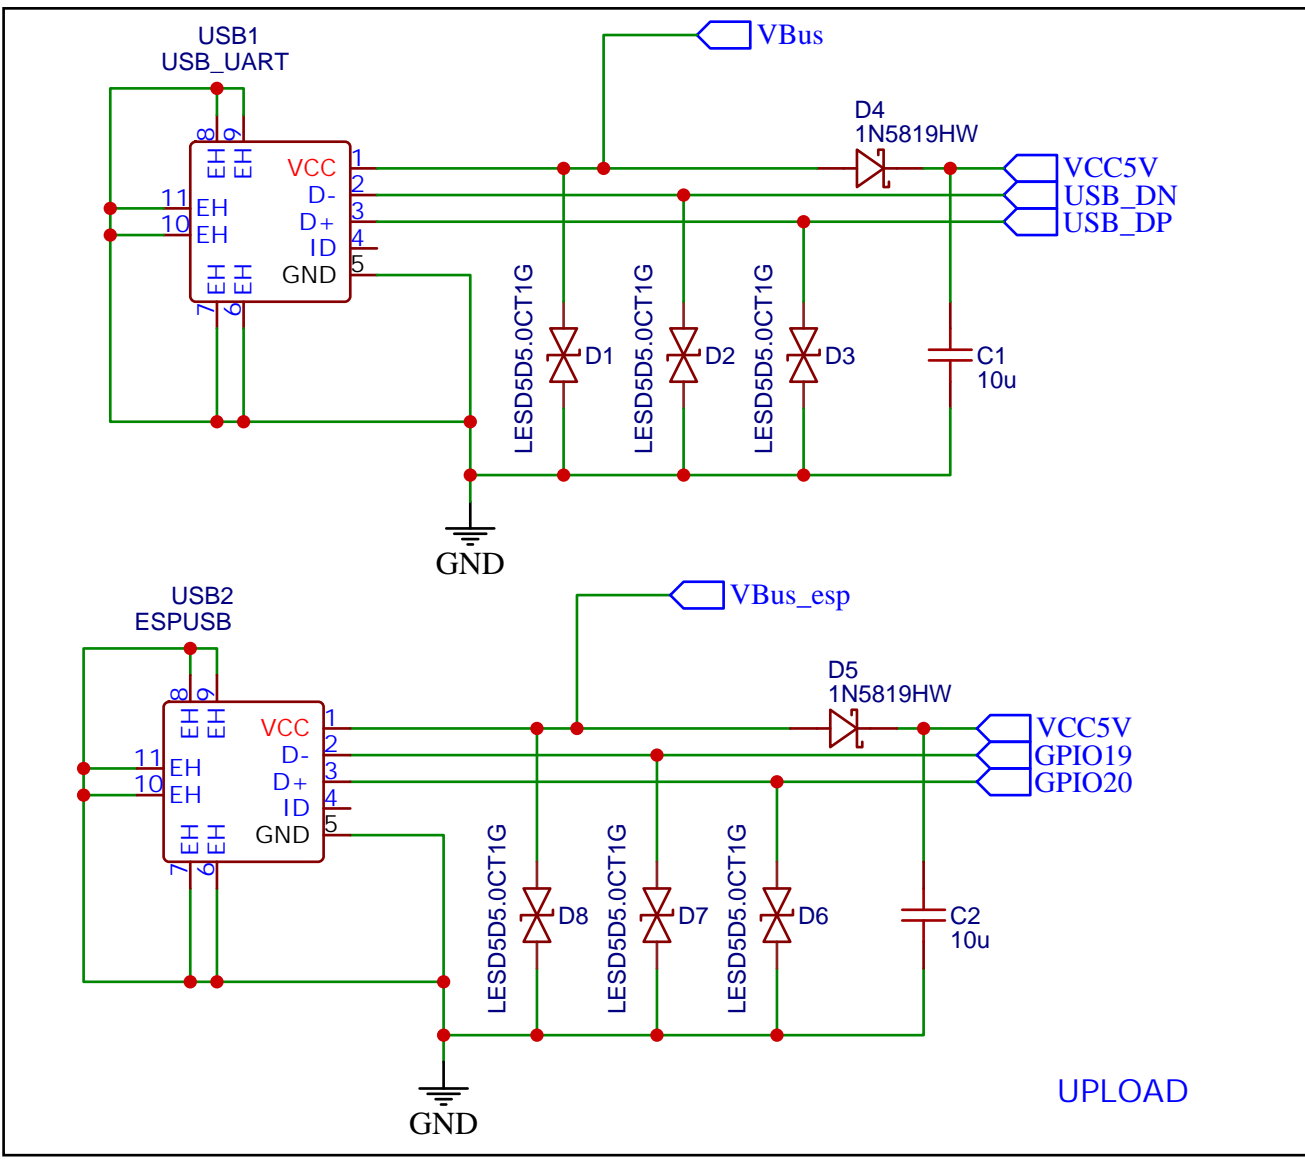 USB1
USB_UART
VBus
D4
1N5819HW
8
9
EH
EH
VCC
1
VCC5V
D-
2
USB_DN
11
EH
D+
3
USB_DP
10
EH
ID
4
GND
5
EH
EH
7
6
LESD5D5.0CT1G
D1
LESD5D5.0CT1G
D2
LESD5D5.0CT1G
D3
C1
10u
GND
USB2
ESPUSB
VBus_esp
D5
1N5819HW
8
9
EH
EH
VCC
1
VCC5V
D-
2
GPIO19
11
EH
D+
3
GPIO20
10
EH
ID
4
GND
5
EH
EH
7
6
LESD5D5.0CT1G
D8
LESD5D5.0CT1G
D7
LESD5D5.0CT1G
D6
C2
10u
GND
UPLOAD